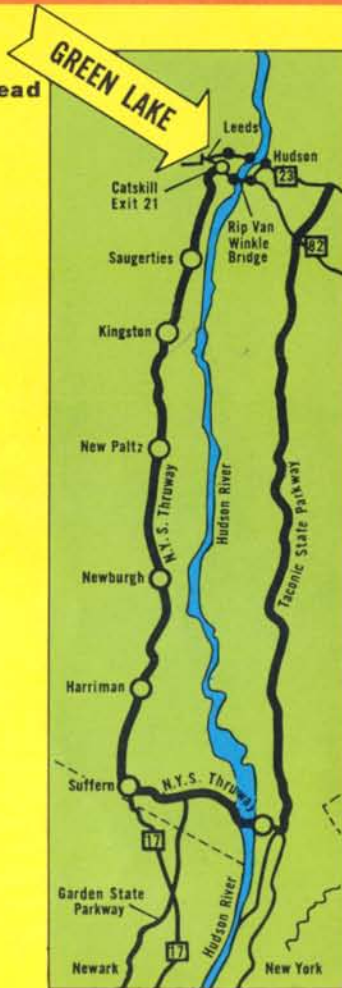 ead
GREEN LAKE
Leeds
Hudson
23
Catskill
Exit 21
Rip Van
Winkle
Bridge
82
Saugerties
Kingston
New Paltz
N.Y.S. Thruway
Hudson River
Taconic State Parkway
Newburgh
Harriman
Suffern
N.Y.S. Thruway
17
Garden State
Parkway
17
Hudson River
Newark
New York